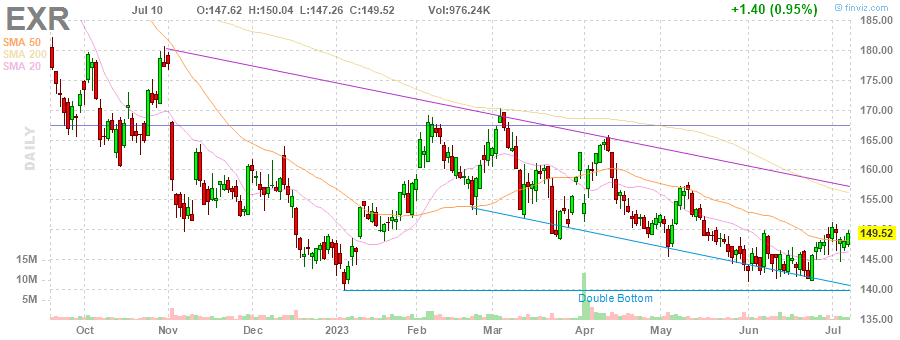 EXR
Jul 10 O:147.62 H:150.04 L:147.26 C:149.52 Vol:976.24K +1.40 (0.95%)
© finviz.com
SMA 50
SMA 200
SMA 20
DAILY
185.00
180.00
175.00
170.00
165.00
160.00
155.00
149.52
145.00
140.00
135.00
15M
10M
5M
Double Bottom
Oct Nov Dec 2023 Feb Mar Apr May Jun Jul